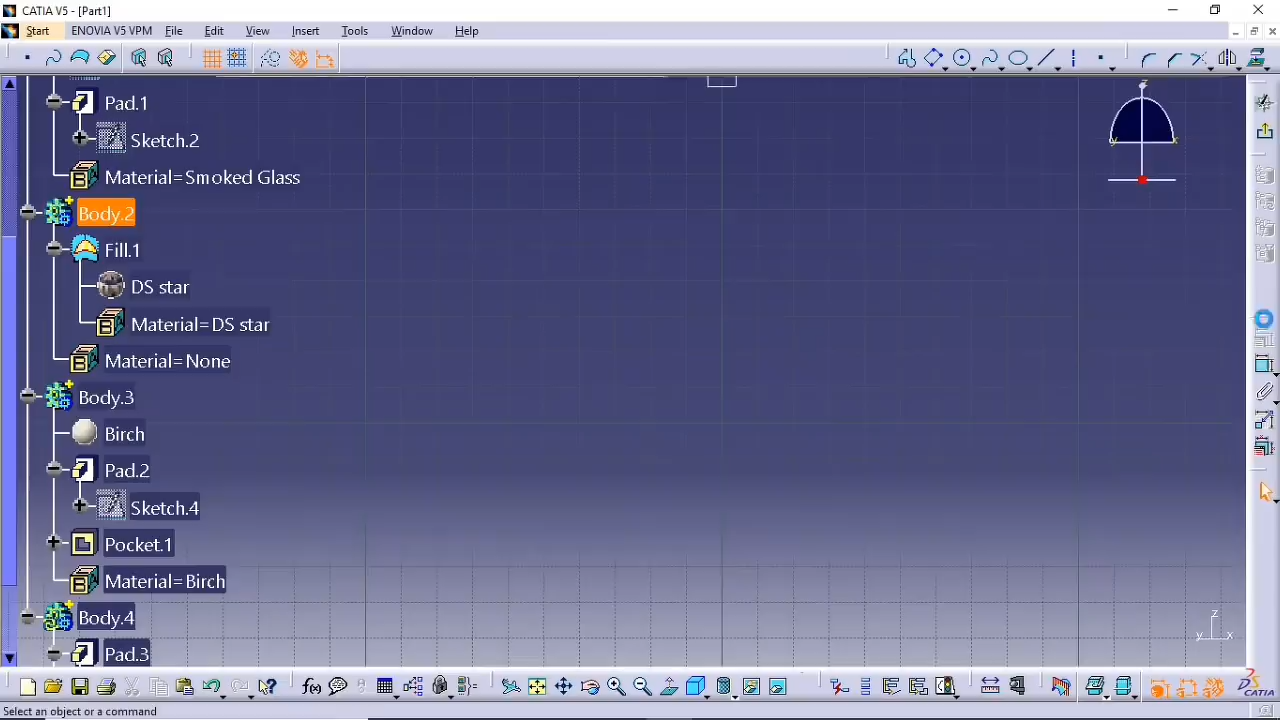 CATIA V5 - [Part1]
Start ENOVIA V5 VPM File Edit View Insert Tools Window Help
Pad.1
Sketch.2
Material=Smoked Glass
Body.2
Fill.1
DS star
Material=DS star
Material=None
Body.3
Birch
Pad.2
Sketch.4
Pocket.1
Material=Birch
Body.4
Pad.3
z
y x
z
y x
f(x)
CATIA
Select an object or a command